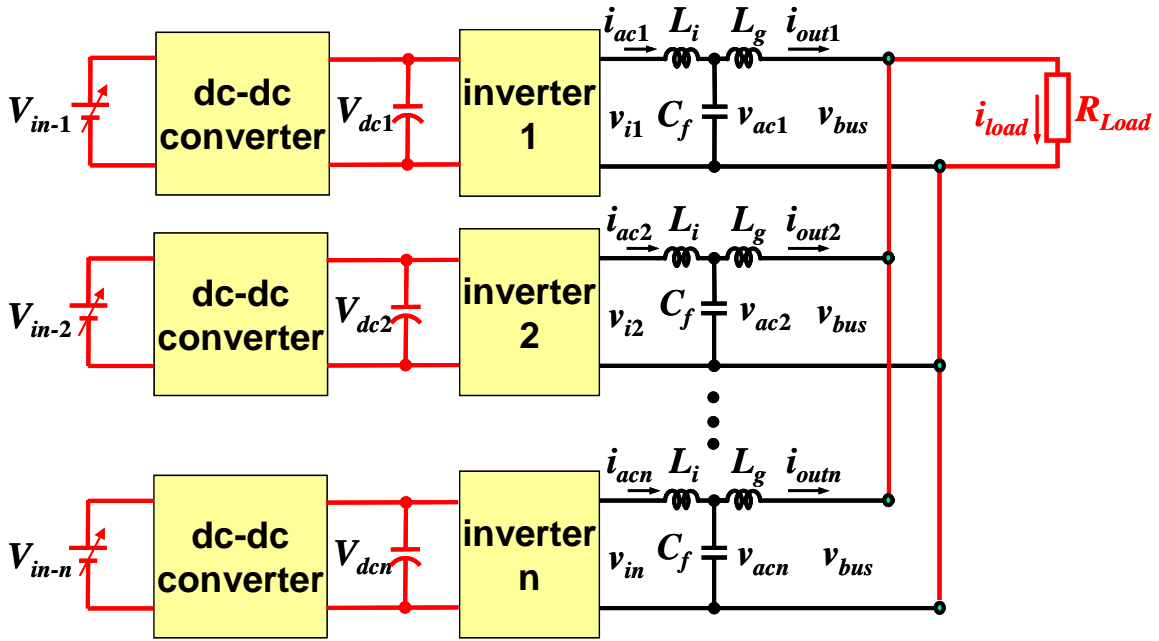 i_ac1 L_i L_g i_out1
V_in-1
dc-dc
converter
V_dc1
inverter
1
v_i1 C_f v_ac1 v_bus
i_load R_Load
i_ac2 L_i L_g i_out2
V_in-2
dc-dc
converter
V_dc2
inverter
2
v_i2 C_f v_ac2 v_bus
i_acn L_i L_g i_outn
V_in-n
dc-dc
converter
V_dcn
inverter
n
v_in C_f v_acn v_bus